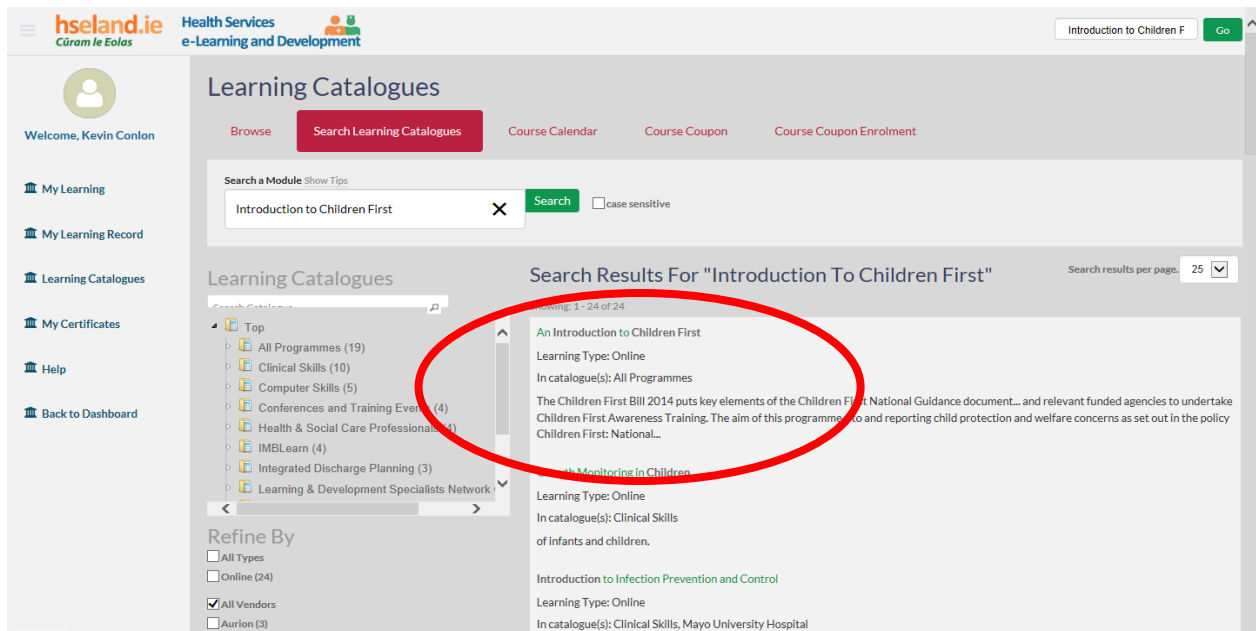 hseland.ie
Cūram le Eolas
Health Services
e-Learning and Development
Introduction to Children F
Go
Welcome, Kevin Conlon
My Learning
My Learning Record
Learning Catalogues
My Certificates
Help
Back to Dashboard
Learning Catalogues
Browse
Search Learning Catalogues
Course Calendar
Course Coupon
Course Coupon Enrolment
Search a Module Show Tips
Introduction to Children First
Search
case sensitive
Learning Catalogues
Search Catalogue
Top
All Programmes (19)
Clinical Skills (10)
Computer Skills (5)
Conferences and Training Events (4)
Health & Social Care Professionals (4)
IMBLearn (4)
Integrated Discharge Planning (3)
Learning & Development Specialists Network
Refine By
All Types
Online (24)
All Vendors
Aurion (3)
Search Results For "Introduction To Children First"
Search results per page. 25
Showing: 1 - 24 of 24
An Introduction to Children First
Learning Type: Online
In catalogue(s): All Programmes
The Children First Bill 2014 puts key elements of the Children First National Guidance document... and relevant funded agencies to undertake
Children First Awareness Training. The aim of this programme to and reporting child protection and welfare concerns as set out in the policy
Children First: National...
Growth Monitoring in Children
Learning Type: Online
In catalogue(s): Clinical Skills
of infants and children.
Introduction to Infection Prevention and Control
Learning Type: Online
In catalogue(s): Clinical Skills, Mayo University Hospital